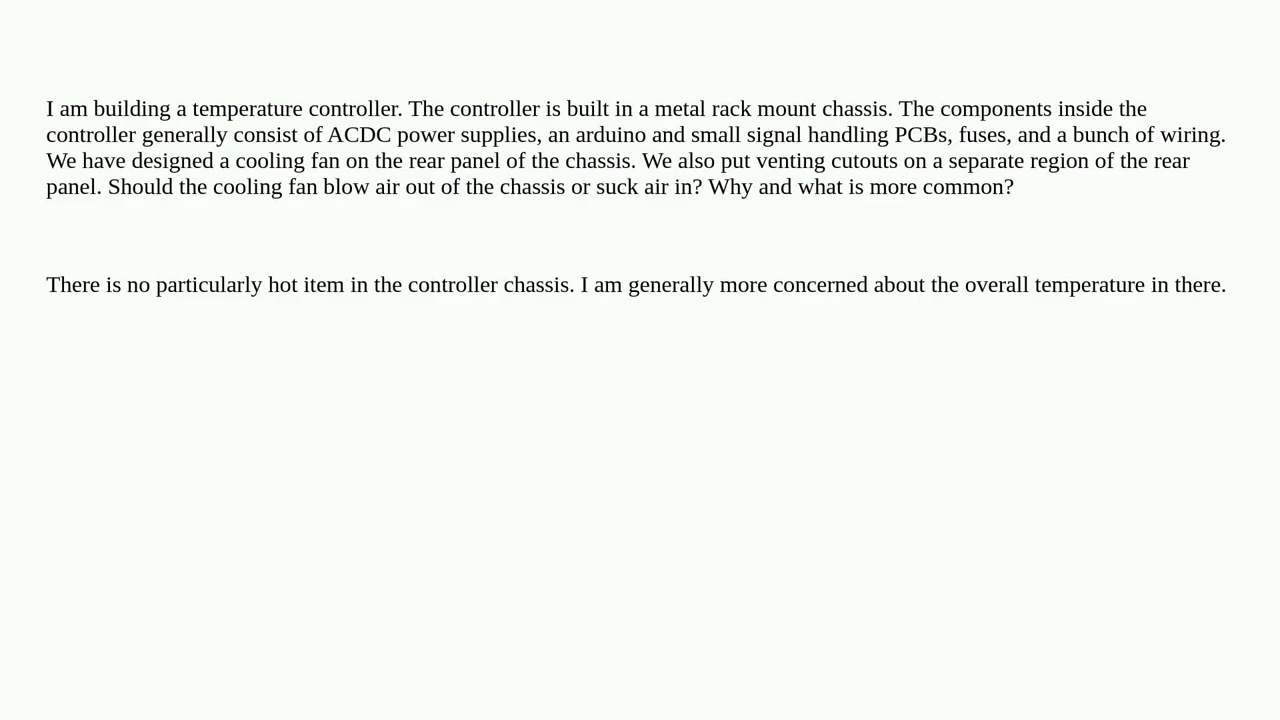 I am building a temperature controller. The controller is built in a metal rack mount chassis. The components inside the
controller generally consist of ACDC power supplies, an arduino and small signal handling PCBs, fuses, and a bunch of wiring.
We have designed a cooling fan on the rear panel of the chassis. We also put venting cutouts on a separate region of the rear
panel. Should the cooling fan blow air out of the chassis or suck air in? Why and what is more common?
There is no particularly hot item in the controller chassis. I am generally more concerned about the overall temperature in there.